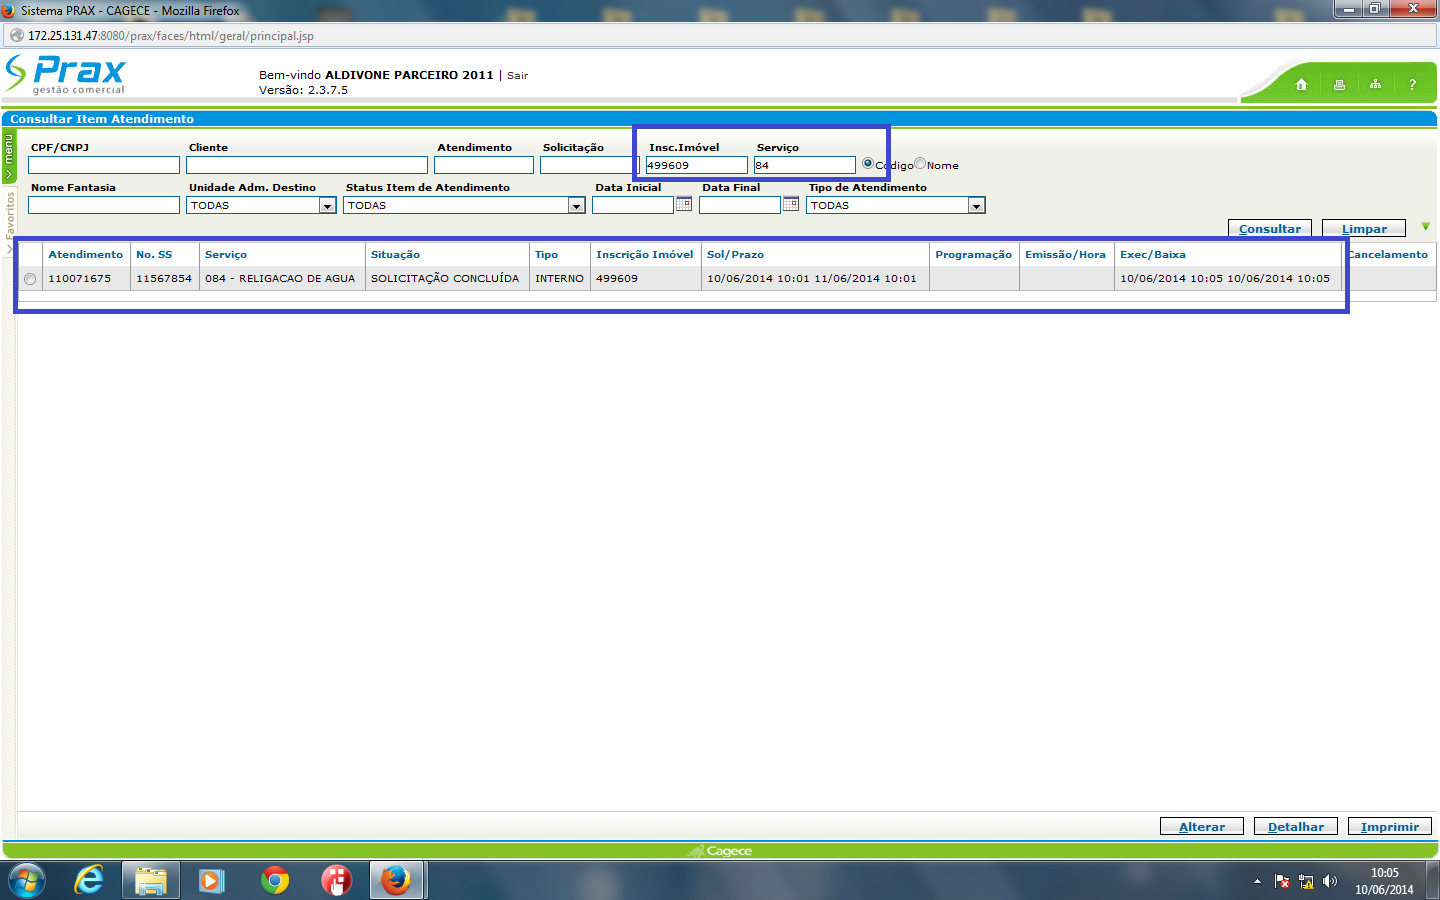 Sistema PRAX - CAGECE - Mozilla Firefox
172.25.131.47:8080/prax/faces/html/geral/principal.jsp
Prax
gestão comercial
Bem-vindo ALDIVONE PARCEIRO 2011 | Sair
Versão: 2.3.7.5
?
Consultar Item Atendimento
menu
Favoritos
CPF/CNPJ Cliente Atendimento Solicitação Insc.Imóvel Serviço
499609 84 Código Nome
Nome Fantasia Unidade Adm. Destino Status Item de Atendimento Data Inicial Data Final Tipo de Atendimento
TODAS TODAS TODAS
Consultar Limpar
Atendimento No. SS Serviço Situação Tipo Inscrição Imóvel Sol/Prazo Programação Emissão/Hora Exec/Baixa Cancelamento
110071675 11567854 084 - RELIGACAO DE AGUA SOLICITAÇÃO CONCLUÍDA INTERNO 499609 10/06/2014 10:01 11/06/2014 10:01 10/06/2014 10:05 10/06/2014 10:05
Alterar Detalhar Imprimir
Cagece
10:05
10/06/2014